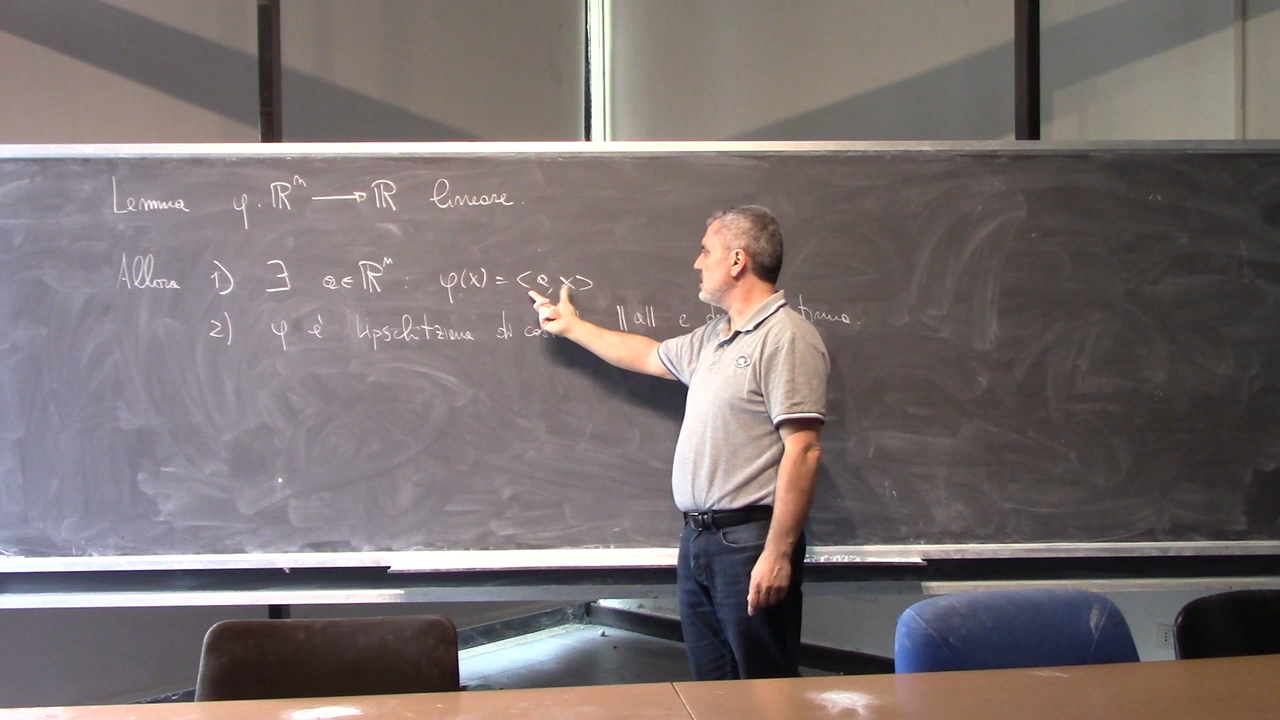 Lemma φ: ℝⁿ → ℝ lineare.
Allora 1) ∃ a ∈ ℝⁿ : φ(x) = <a, x>
2) φ è Lipschitziana di ‖a‖ e